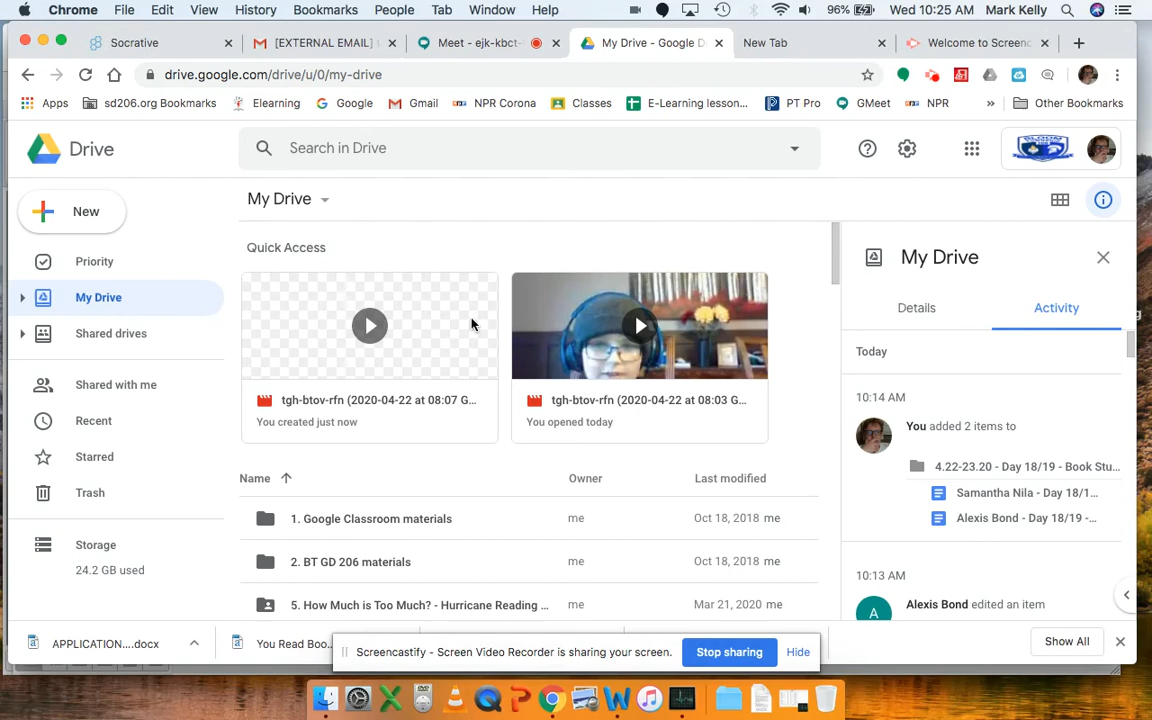 Chrome File Edit View History Bookmarks People Tab Window Help 96% Wed 10:25 AM Mark Kelly
Socrative [EXTERNAL EMAIL] Meet - ejk-kbct- My Drive - Google D New Tab Welcome to Screenc
drive.google.com/drive/u/0/my-drive
Apps sd206.org Bookmarks Elearning Google Gmail NPR Corona Classes E-Learning lesson... PT Pro GMeet NPR » Other Bookmarks
Drive
Search in Drive
New
My Drive
Priority
My Drive
Shared drives
Shared with me
Recent
Starred
Trash
Storage
24.2 GB used
Quick Access
tgh-btov-rfn (2020-04-22 at 08:07 G...
You created just now
tgh-btov-rfn (2020-04-22 at 08:03 G...
You opened today
Name Owner Last modified
1. Google Classroom materials me Oct 18, 2018 me
2. BT GD 206 materials me Oct 18, 2018 me
5. How Much is Too Much? - Hurricane Reading ... me Mar 21, 2020 me
My Drive
Details Activity
Today
10:14 AM
You added 2 items to
4.22-23.20 - Day 18/19 - Book Stu...
Samantha Nila - Day 18/1...
Alexis Bond - Day 18/19 -...
10:13 AM
A
Alexis Bond edited an item
APPLICATION....docx
You Read Boo...
Screencastify - Screen Video Recorder is sharing your screen. Stop sharing Hide
Show All